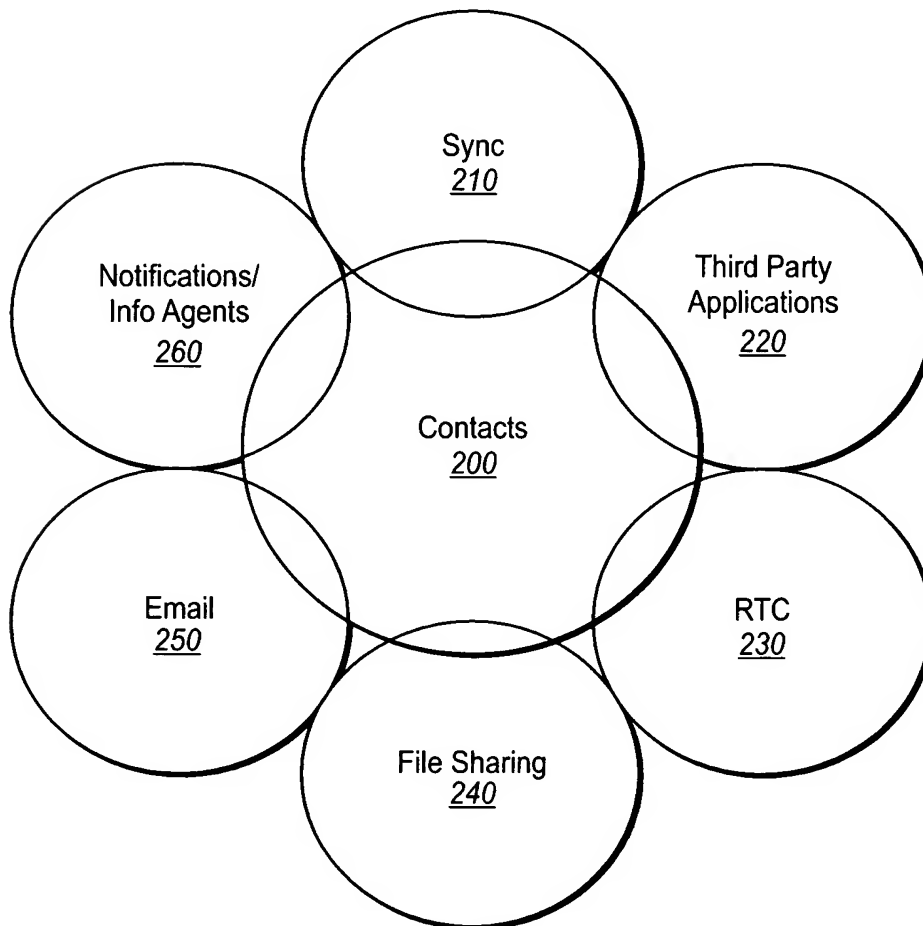 Sync
210
Notifications/
Info Agents
260
Third Party
Applications
220
Contacts
200
Email
250
RTC
230
File Sharing
240